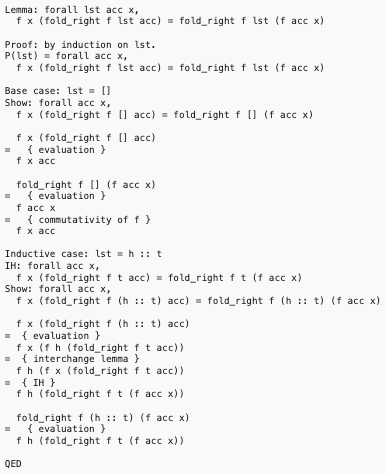 Lemma: forall lst acc x,
  f x (fold_right f lst acc) = fold_right f lst (f acc x)

Proof: by induction on lst.
P(lst) = forall acc x,
  f x (fold_right f lst acc) = fold_right f lst (f acc x)

Base case: lst = []
Show: forall acc x,
  f x (fold_right f [] acc) = fold_right f [] (f acc x)

  f x (fold_right f [] acc)
=   { evaluation }
  f x acc

  fold_right f [] (f acc x)
=   { evaluation }
  f acc x
=   { commutativity of f }
  f x acc

Inductive case: lst = h :: t
IH: forall acc x,
  f x (fold_right f t acc) = fold_right f t (f acc x)
Show: forall acc x,
  f x (fold_right f (h :: t) acc) = fold_right f (h :: t) (f acc x)

  f x (fold_right f (h :: t) acc)
=  { evaluation }
  f x (f h (fold_right f t acc))
=  { interchange lemma }
  f h (f x (fold_right f t acc))
=  { IH }
  f h (fold_right f t (f acc x))

  fold_right f (h :: t) (f acc x)
=   { evaluation }
  f h (fold_right f t (f acc x))

QED